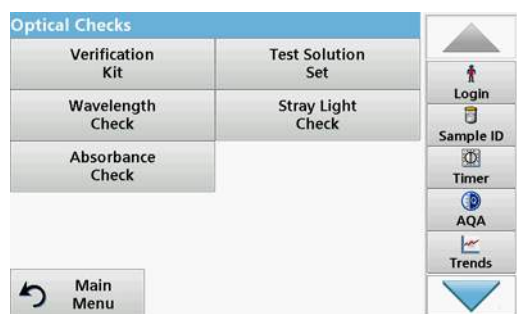 Optical Checks
Verification
Kit
Test Solution
Set
Wavelength
Check
Stray Light
Check
Absorbance
Check
Main
Menu
Login
Sample ID
Timer
AQA
Trends